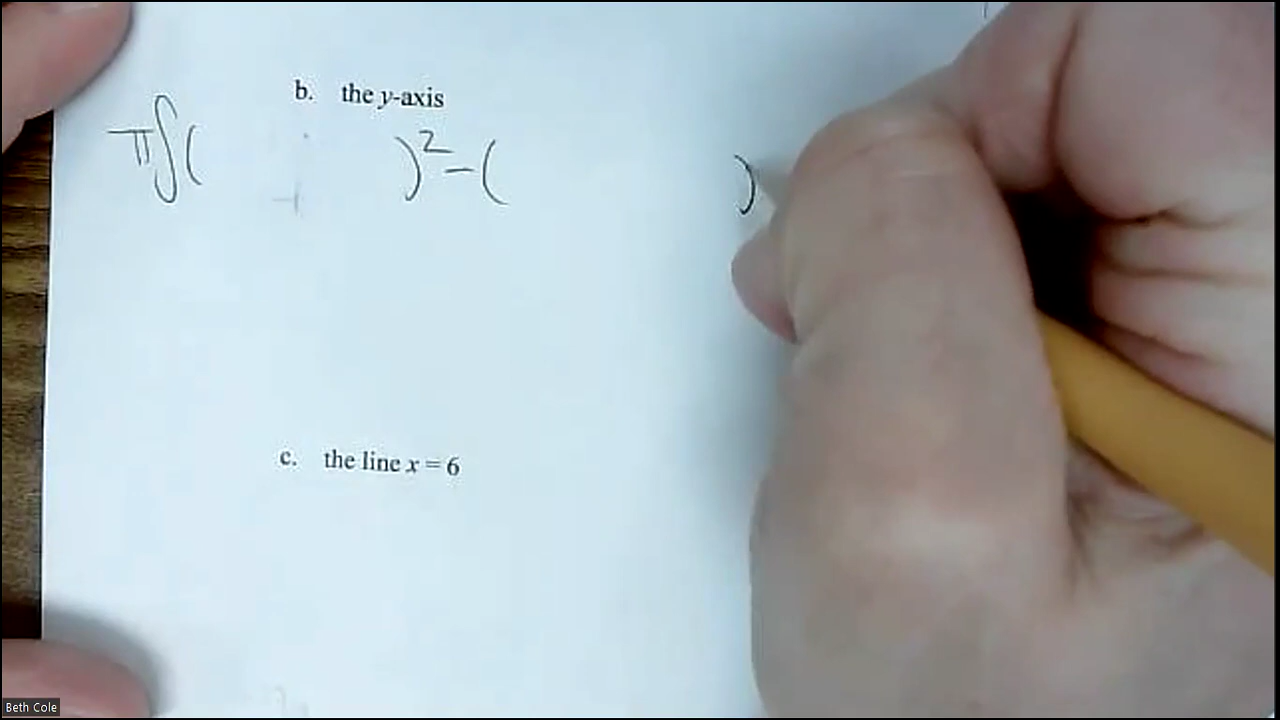 b. the y-axis
π∫( )² - ( )
c. the line x = 6
Beth Cole